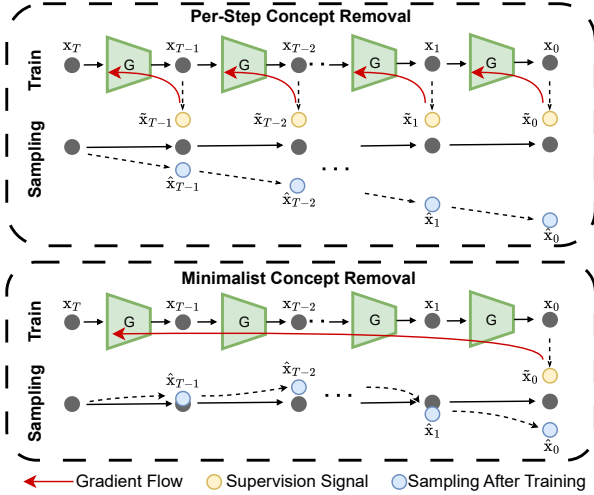 Per-Step Concept Removal
x_T x_{T−1} x_{T−2} x_1 x_0
Train G G G G
x̃_{T−1} x̃_{T−2} x̃_1 x̃_0
Sampling
x̂_{T−1} x̂_{T−2} x̂_1 x̂_0
Minimalist Concept Removal
x_T x_{T−1} x_{T−2} x_1 x_0
Train G G G G
x̃_0
Sampling x̂_{T−1} x̂_{T−2}
x̂_1 x̂_0
Gradient Flow Supervision Signal Sampling After Training